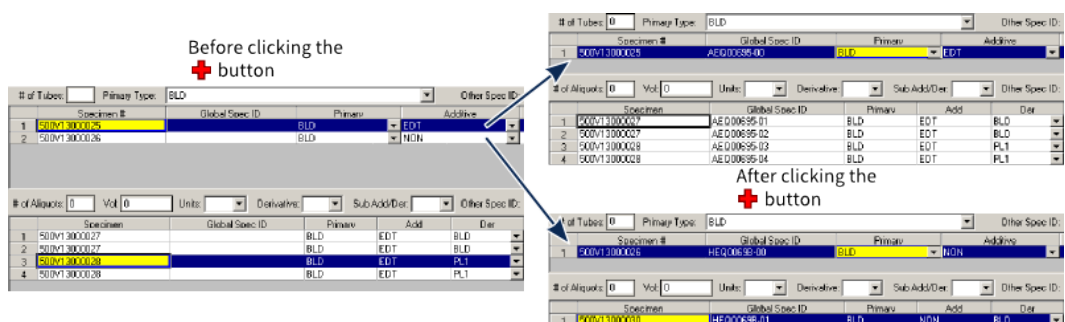 Before clicking the
button
# of Tubes: Primary Type: BLD Other Spec ID:
Specimen # Global Spec ID Primary Additive
1 500V13000025 BLD EDT
2 500V13000026 BLD NON
# of Aliquots: 0 Vol: 0 Units: Derivative: Sub Add/Der: Other Spec ID:
Specimen Global Spec ID Primary Add Der
1 500V13000027 BLD EDT BLD
2 500V13000027 BLD EDT BLD
3 500V13000028 BLD EDT PL1
4 500V13000028 BLD EDT PL1
# of Tubes: 0 Primary Type: BLD Other Spec ID:
Specimen # Global Spec ID Primary Additive
1 500V13000025 AEQ00695-00 BLD EDT
# of Aliquots: 0 Vol: 0 Units: Derivative: Sub Add/Der: Other Spec ID:
Specimen Global Spec ID Primary Add Der
1 500V13000027 AEQ00695-01 BLD EDT BLD
2 500V13000027 AEQ00695-02 BLD EDT BLD
3 500V13000028 AEQ00695-03 BLD EDT PL1
4 500V13000028 AEQ00695-04 BLD EDT PL1
After clicking the
button
# of Tubes: 0 Primary Type: BLD Other Spec ID:
Specimen # Global Spec ID Primary Additive
1 500V13000026 HEQ00698-00 BLD NON
# of Aliquots: 0 Vol: 0 Units: Derivative: Sub Add/Der: Other Spec ID:
Specimen Global Spec ID Primary Add Der
1 500V13000030 HEQ00698-01 BLD NON BLD